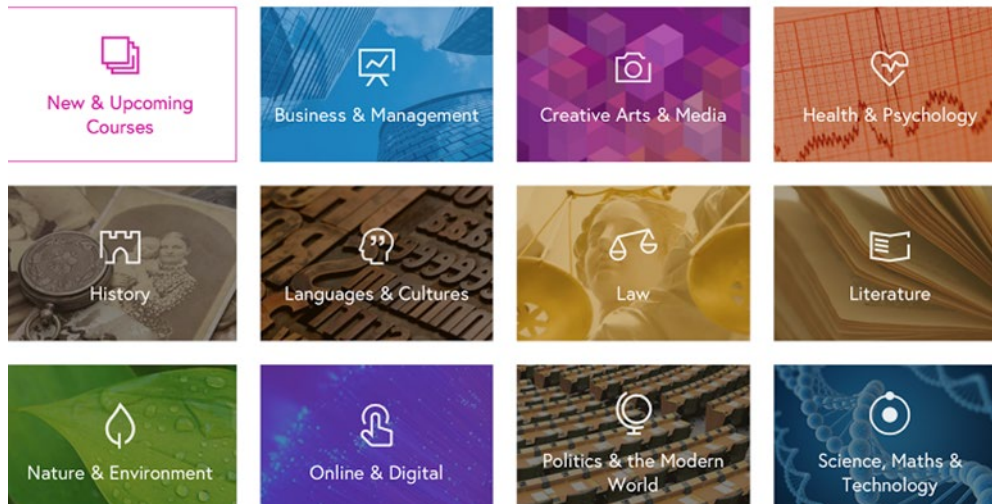 New & Upcoming
Courses
Business & Management
Creative Arts & Media
Health & Psychology
History
Languages & Cultures
Law
Literature
Nature & Environment
Online & Digital
Politics & the Modern
World
Science, Maths &
Technology